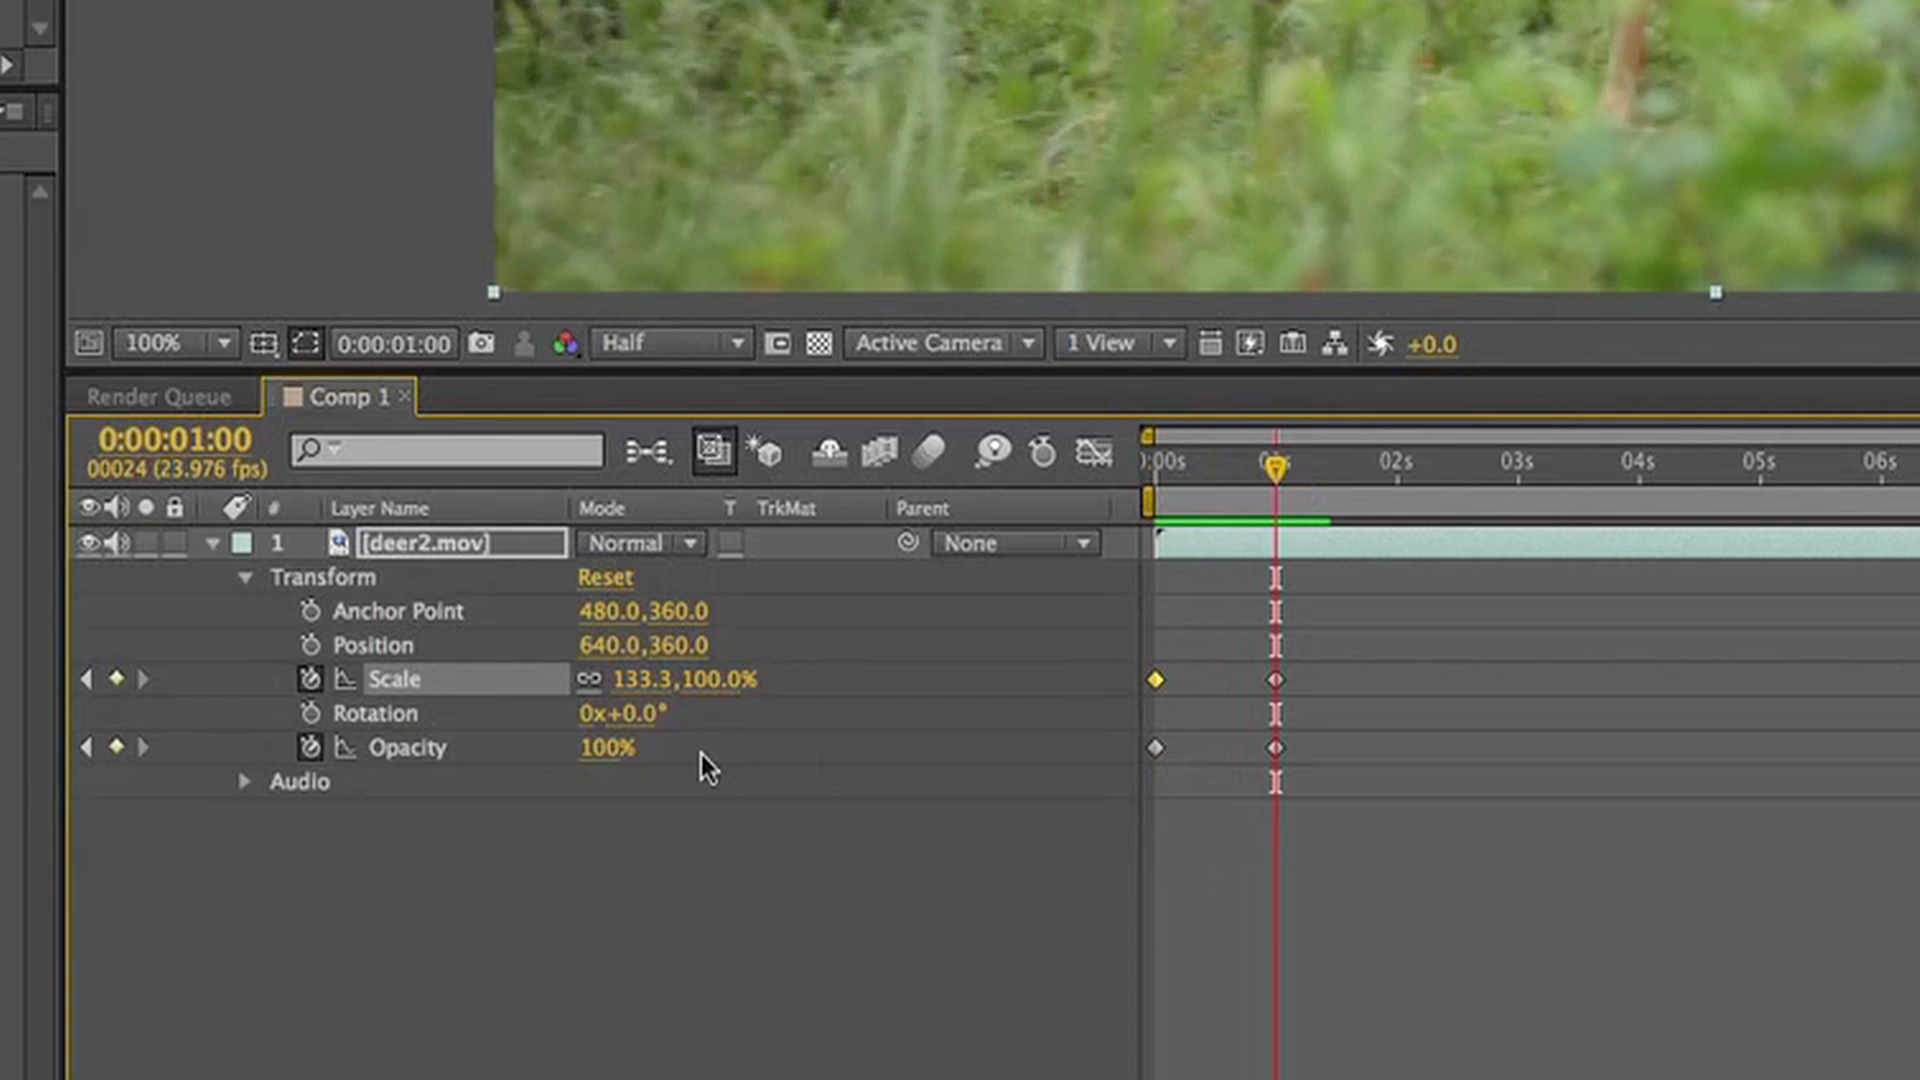 100% 0:00:01:00 Half Active Camera 1 View +0.0
Render Queue Comp 1
0:00:01:00
00024 (23.976 fps)
:00s 02s 03s 04s 05s 06s
# Layer Name Mode T TrkMat Parent
1 [deer2.mov] Normal None
Transform Reset
Anchor Point 480.0,360.0
Position 640.0,360.0
Scale 133.3,100.0%
Rotation 0x+0.0°
Opacity 100%
Audio